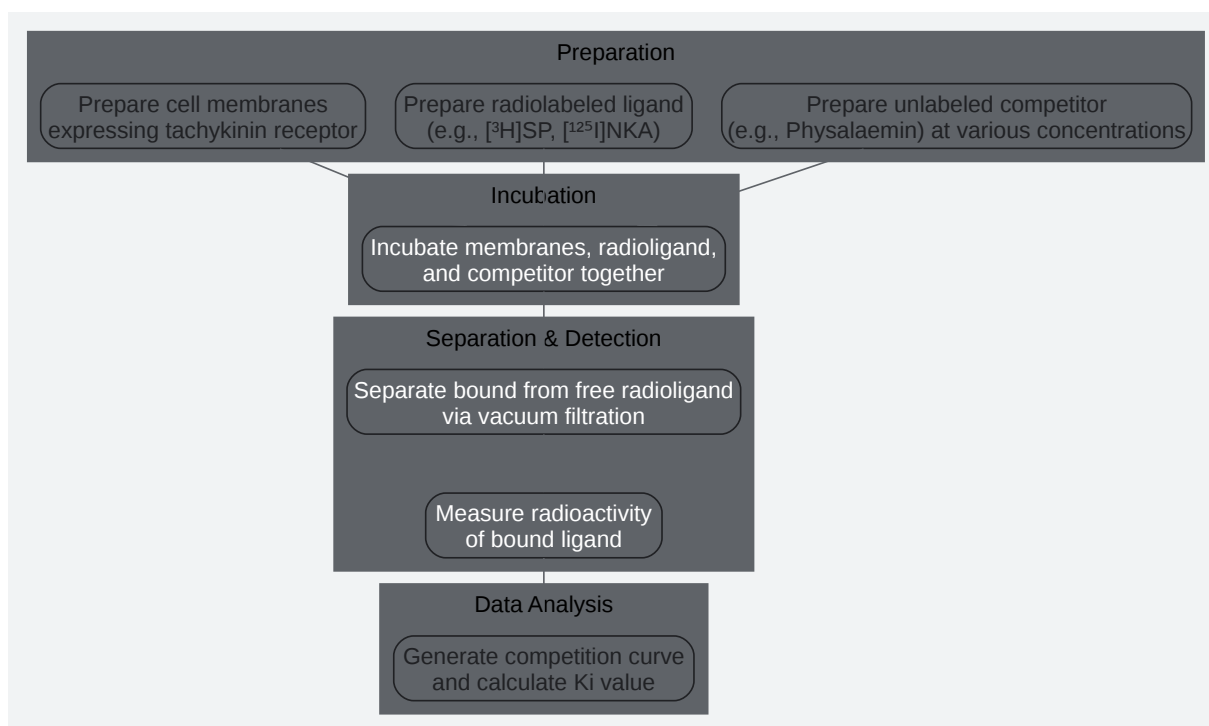 Preparation
Prepare cell membranes
expressing tachykinin receptor
Prepare radiolabeled ligand
(e.g., [³H]SP, [¹²⁵I]NKA)
Prepare unlabeled competitor
(e.g., Physalaemin) at various concentrations
Incubation
Incubate membranes, radioligand,
and competitor together
Separation & Detection
Separate bound from free radioligand
via vacuum filtration
Measure radioactivity
of bound ligand
Data Analysis
Generate competition curve
and calculate Ki value